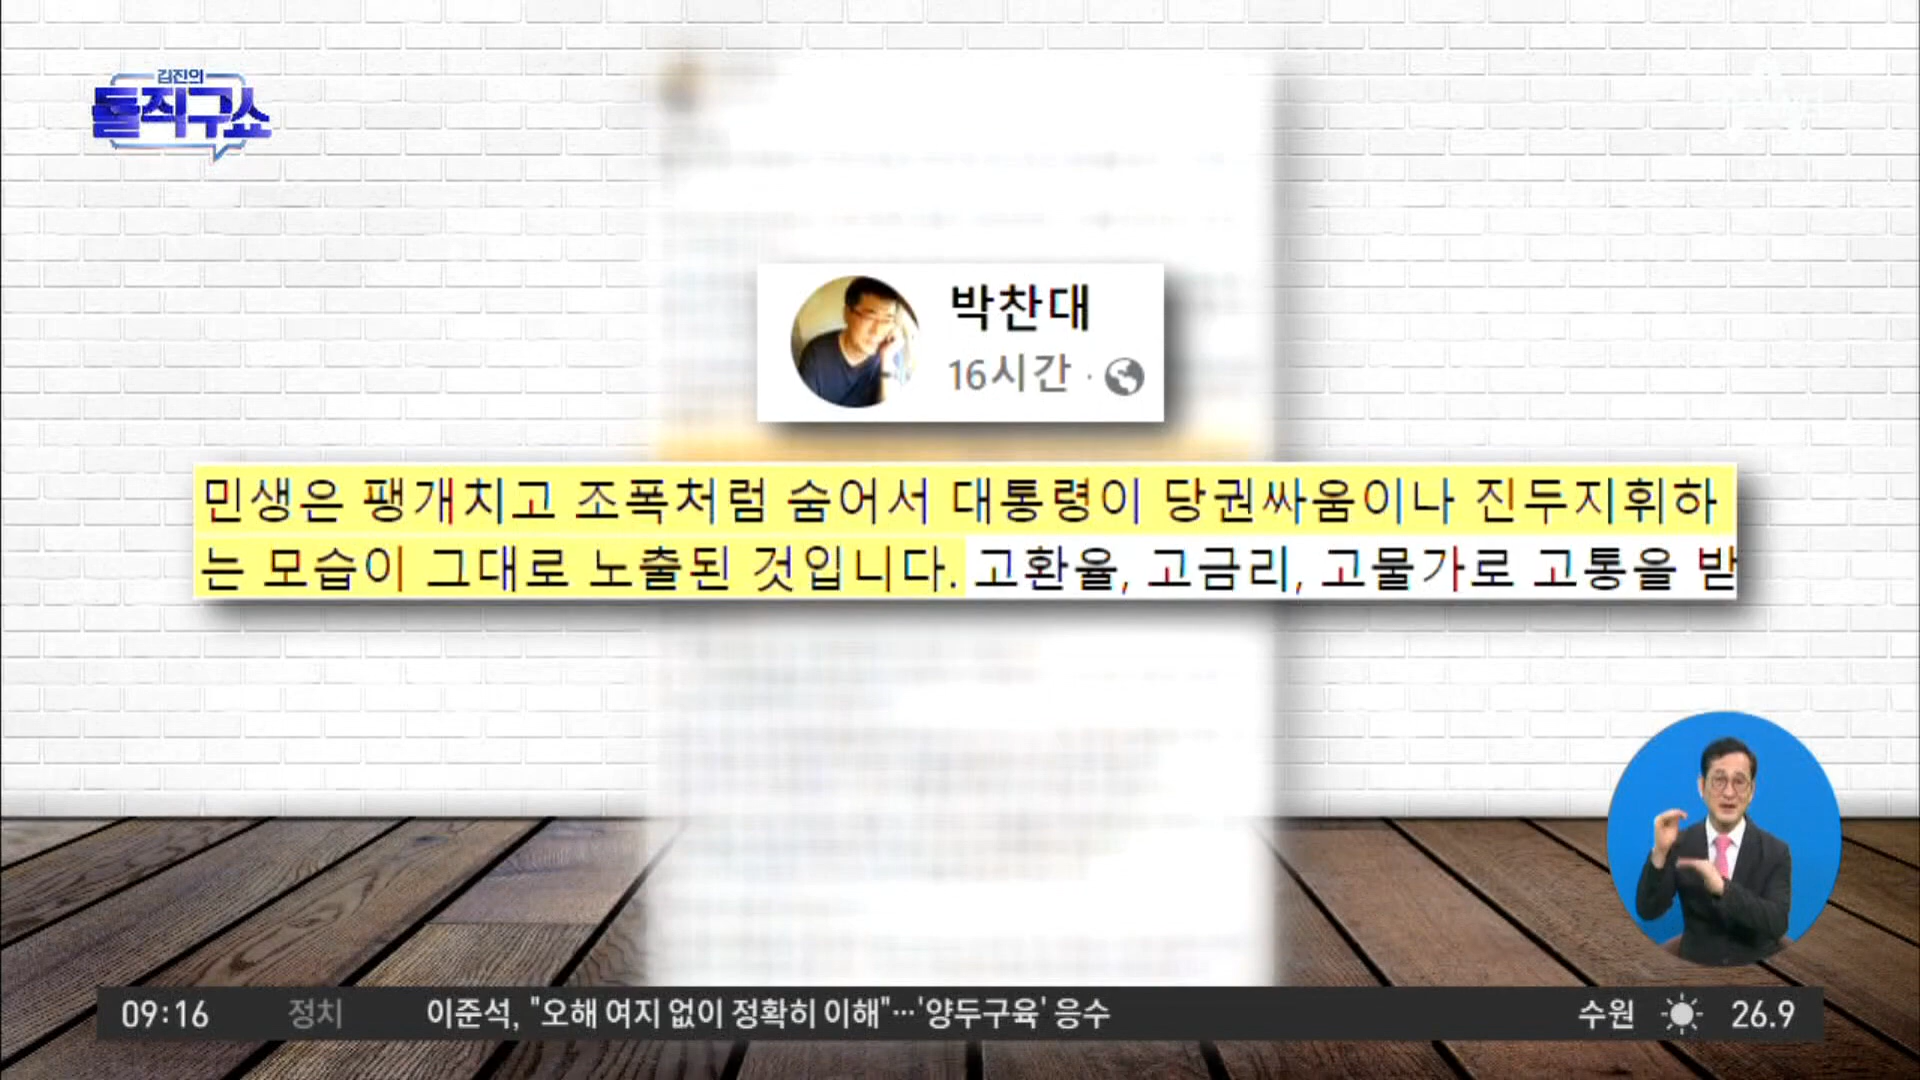 김진의
돌직구쇼
박찬대
16시간 ·
민생은 팽개치고 조폭처럼 숨어서 대통령이 당권싸움이나 진두지휘하
는 모습이 그대로 노출된 것입니다. 고환율, 고금리, 고물가로 고통을 받
09:16 정치 이준석, "오해 여지 없이 정확히 이해"…'양두구육' 응수 수원 26.9